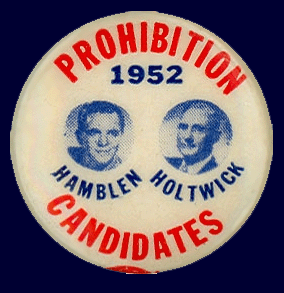 PROHIBITION
1952
HAMBLEN
HOLTWICK
CANDIDATES